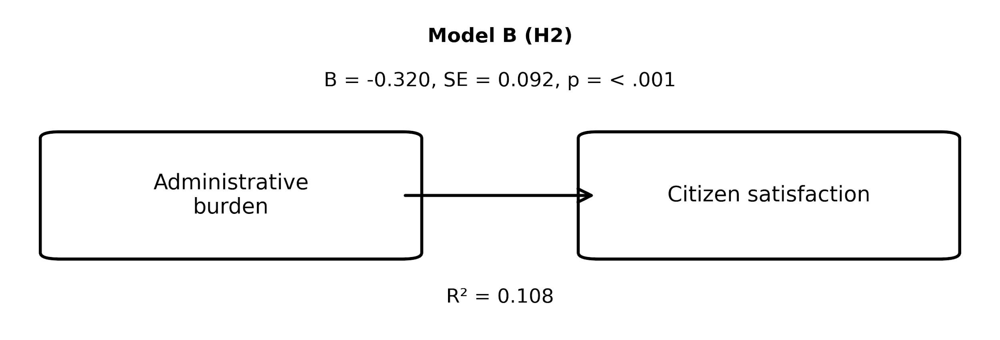 Model B (H2)
B = -0.320, SE = 0.092, p = < .001
Administrative
burden
Citizen satisfaction
R² = 0.108